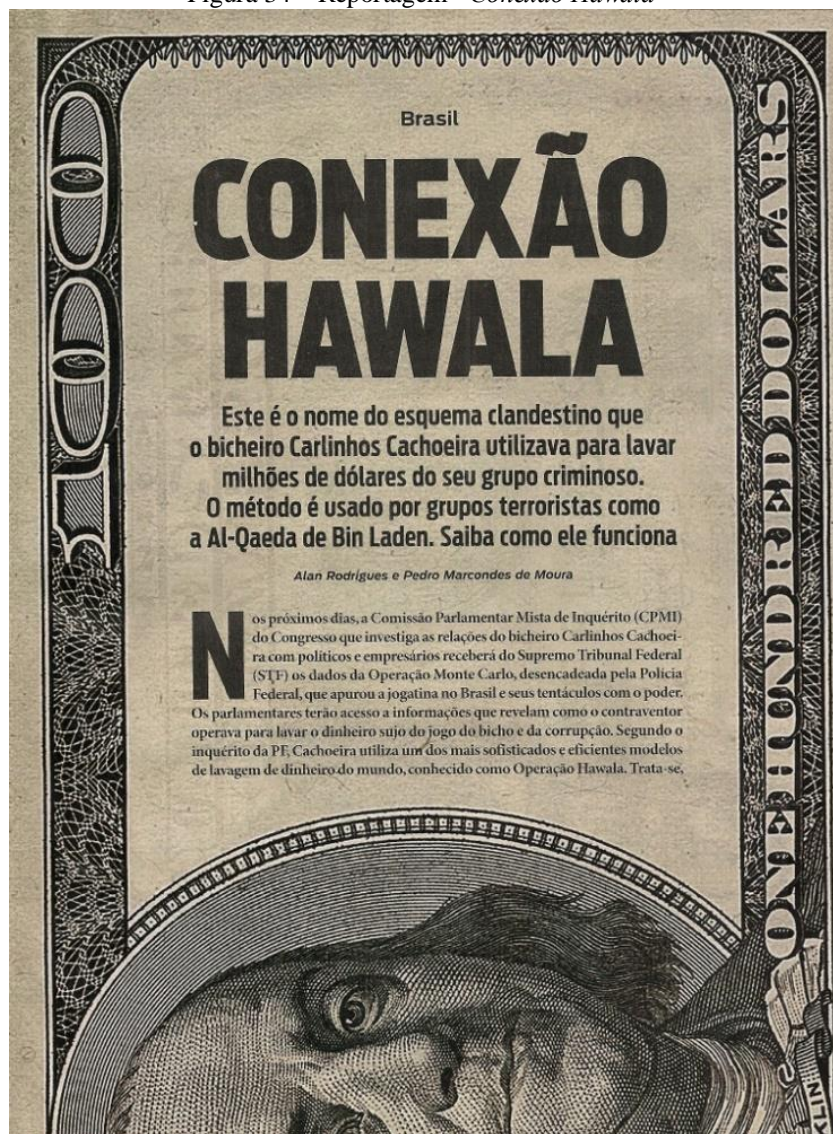 Figura 34 – Reportagem "Conexão Hawala"
Brasil
CONEXÃO
HAWALA
Este é o nome do esquema clandestino que
o bicheiro Carlinhos Cachoeira utilizava para lavar
milhões de dólares do seu grupo criminoso.
O método é usado por grupos terroristas como
a Al-Qaeda de Bin Laden. Saiba como ele funciona
Alan Rodrigues e Pedro Marcondes de Moura
Nos próximos dias, a Comissão Parlamentar Mista de Inquérito (CPMI)
do Congresso que investiga as relações do bicheiro Carlinhos Cachoei-
ra com políticos e empresários receberá do Supremo Tribunal Federal
(STF) os dados da Operação Monte Carlo, desencadeada pela Polícia
Federal, que apurou a jogatina no Brasil e seus tentáculos com o poder.
Os parlamentares terão acesso a informações que revelam como o contraventor
operava para lavar o dinheiro sujo do jogo do bicho e da corrupção. Segundo o
inquérito da PF, Cachoeira utiliza um dos mais sofisticados e eficientes modelos
de lavagem de dinheiro do mundo, conhecido como Operação Hawala. Trata-se,
100
ONE HUNDRED DOLLARS
KLIN